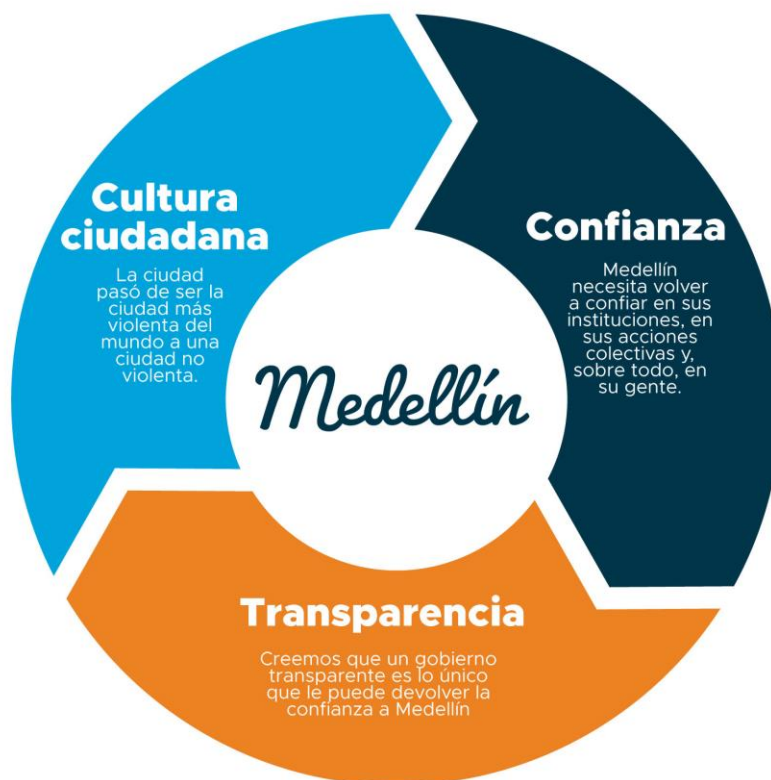 Cultura
ciudadana
La ciudad
pasó de ser la
ciudad más
violenta del
mundo a una
ciudad no
violenta.
Confianza
Medellín
necesita volver
a confiar en sus
instituciones, en
sus acciones
colectivas y,
sobre todo, en
su gente.
Medellín
Transparencia
Creemos que un gobierno
transparente es lo único
que le puede devolver la
confianza a Medellín